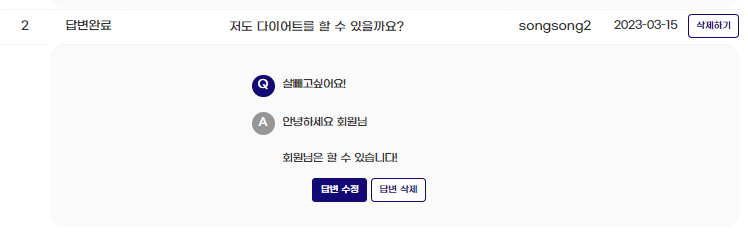 2 답변완료 저도 다이어트를 할 수 있을까요? songsong2 2023-03-15 삭제하기
Q 살빼고싶어요!
A 안녕하세요 회원님
회원님은 할 수 있습니다!
답변 수정 답변 삭제